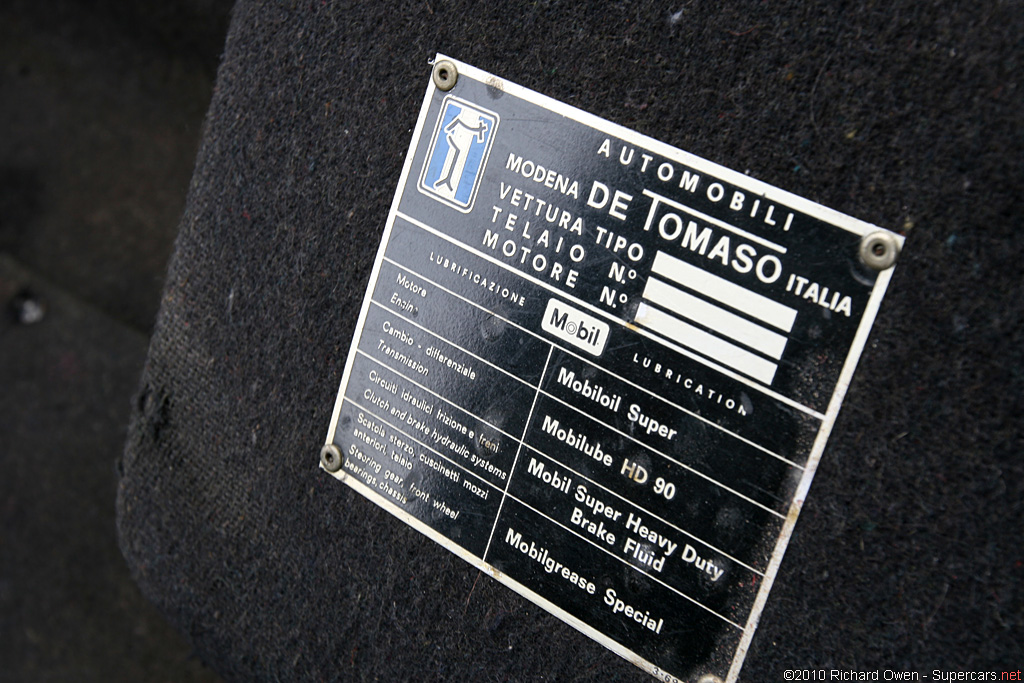 AUTOMOBILI
MODENA DE TOMASO ITALIA
VETTURA TIPO
TELAIO N.º
MOTORE N.º
LUBRIFICAZIONE Mobil LUBRICATION
Motore
Engine
Mobiloil Super
Cambio - differenziale
Transmission
Mobilube HD 90
Circuiti idraulici frizione e freni
Clutch and brake hydraulic systems
Mobil Super Heavy Duty
Brake Fluid
Scatola sterzo, cuscinetti mozzi
anteriori, telaio
Steering gear, front wheel
bearings, chassis
Mobilgrease Special
©2010 Richard Owen - Supercars.net